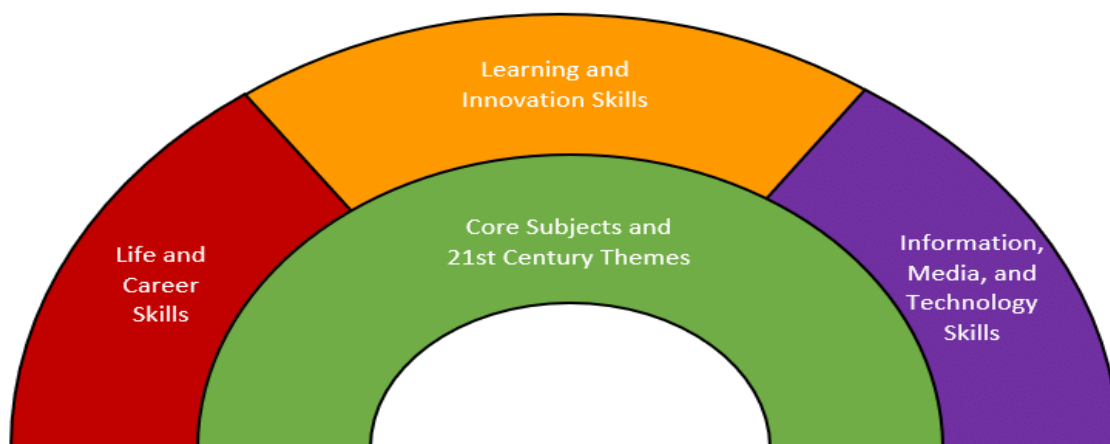 Learning and
Innovation Skills
Core Subjects and
21st Century Themes
Life and
Career
Skills
Information,
Media, and
Technology
Skills